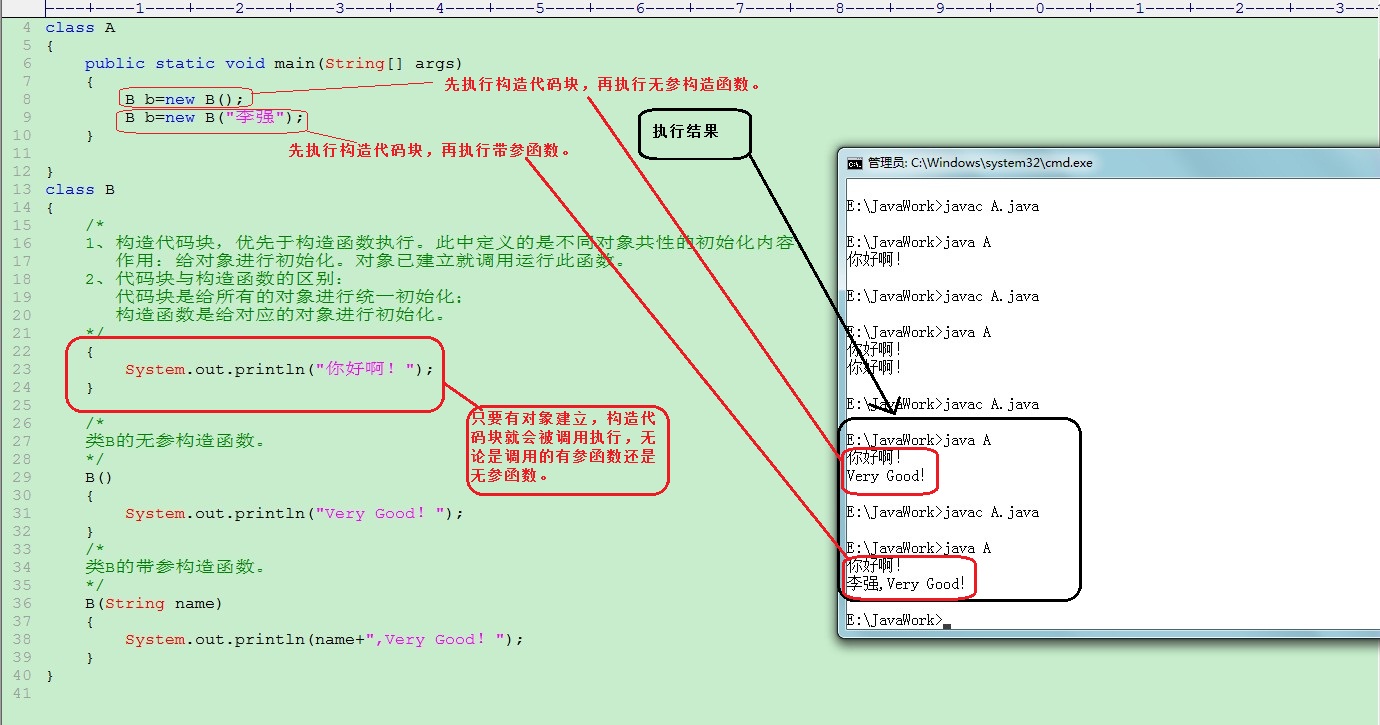 ----+----1----+----2----+----3----+----4----+----5----+----6----+----7----+----8----+----9----+----0----+----1----+----2----+----3---
4 class A
5 {
6 public static void main(String[] args)
7 {
8 B b=new B();
9 B b=new B("李强");
10 }
11
12 }
13 class B
14 {
15 /*
16 1、构造代码块，优先于构造函数执行。此中定义的是不同对象共性的初始化内容
17 作用：给对象进行初始化。对象已建立就调用运行此函数。
18 2、代码块与构造函数的区别：
19 代码块是给所有的对象进行统一初始化；
20 构造函数是给对应的对象进行初始化。
21 */
22 {
23 System.out.println("你好啊！");
24 }
25
26 /*
27 类B的无参构造函数。
28 */
29 B()
30 {
31 System.out.println("Very Good！");
32 }
33 /*
34 类B的带参构造函数。
35 */
36 B(String name)
37 {
38 System.out.println(name+",Very Good！");
39 }
40 }
41
先执行构造代码块，再执行无参构造函数。
先执行构造代码块，再执行带参函数。
只要有对象建立，构造代
码块就会被调用执行，无
论是调用的有参函数还是
无参函数。
执行结果
管理员: C:\Windows\system32\cmd.exe
E:\JavaWork>javac A.java
E:\JavaWork>java A
你好啊！
E:\JavaWork>javac A.java
E:\JavaWork>java A
你好啊！
你好啊！
E:\JavaWork>javac A.java
E:\JavaWork>java A
你好啊！
Very Good！
E:\JavaWork>javac A.java
E:\JavaWork>java A
你好啊！
李强,Very Good！
E:\JavaWork>